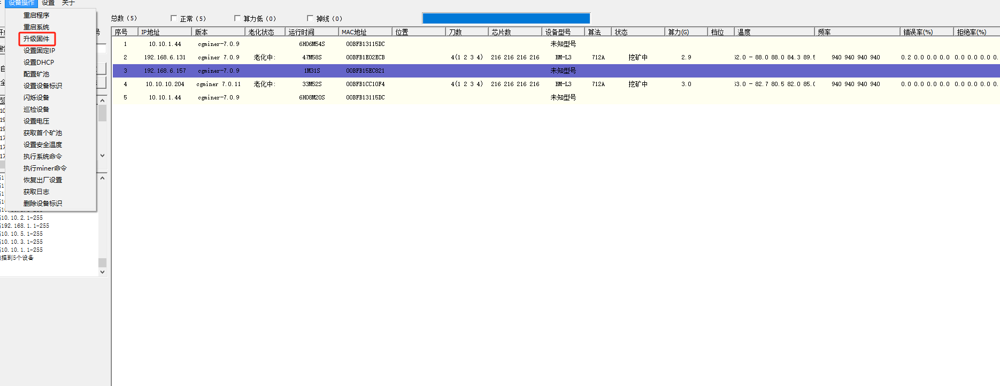 设备操作 设置 关于
重启程序
重启系统
升级固件
设置固定IP
设置DHCP
配置矿池
设置设备标识
闪烁设备
巡检设备
设置电压
获取首个矿池
设置安全温度
执行系统命令
执行miner命令
恢复出厂设置
获取日志
删除设备标识
10.10.2.1-255
192.168.1.1-255
10.10.5.1-255
10.10.3.1-255
10.10.1.1-255
描到5个设备
总数（5） 正常（5） 算力低（0） 掉线（0）
序号 IP地址 版本 老化状态 运行时间 MAC地址 位置 刀数 芯片数 设备型号 算法 状态 算力(G) 档位 温度 频率 错误率(%) 拒绝率(%)
1 10.10.1.44 cgminer-7.0.9 6H06M54S 00BFB13115DC 未知型号
2 192.168.6.131 cgminer 7.0.9 老化中: 47M58S 00BFB1E02ECB 4(1 2 3 4) 216 216 216 216 BM-L3 712A 挖矿中 2.9 52.0 - 88.0 88.0 84.3 89.5 940 940 940 940 0.2 0.0 0.0 0.0 0.0 0.0 0.0 0.
3 192.168.6.157 cgminer-7.0.9 1M31S 00BFB15EC821 未知型号
4 10.10.10.204 cgminer 7.0.11 老化中: 33M52S 00BFB1CC10F4 4(1 2 3 4) 216 216 216 216 BM-L3 712A 挖矿中 3.0 53.0 - 82.7 80.5 82.0 85.0 940 940 940 940 0.0 0.0 0.0 0.0 0.0 0.0 0.0 0.
5 10.10.1.44 cgminer-7.0.9 6H08M20S 00BFB13115DC 未知型号